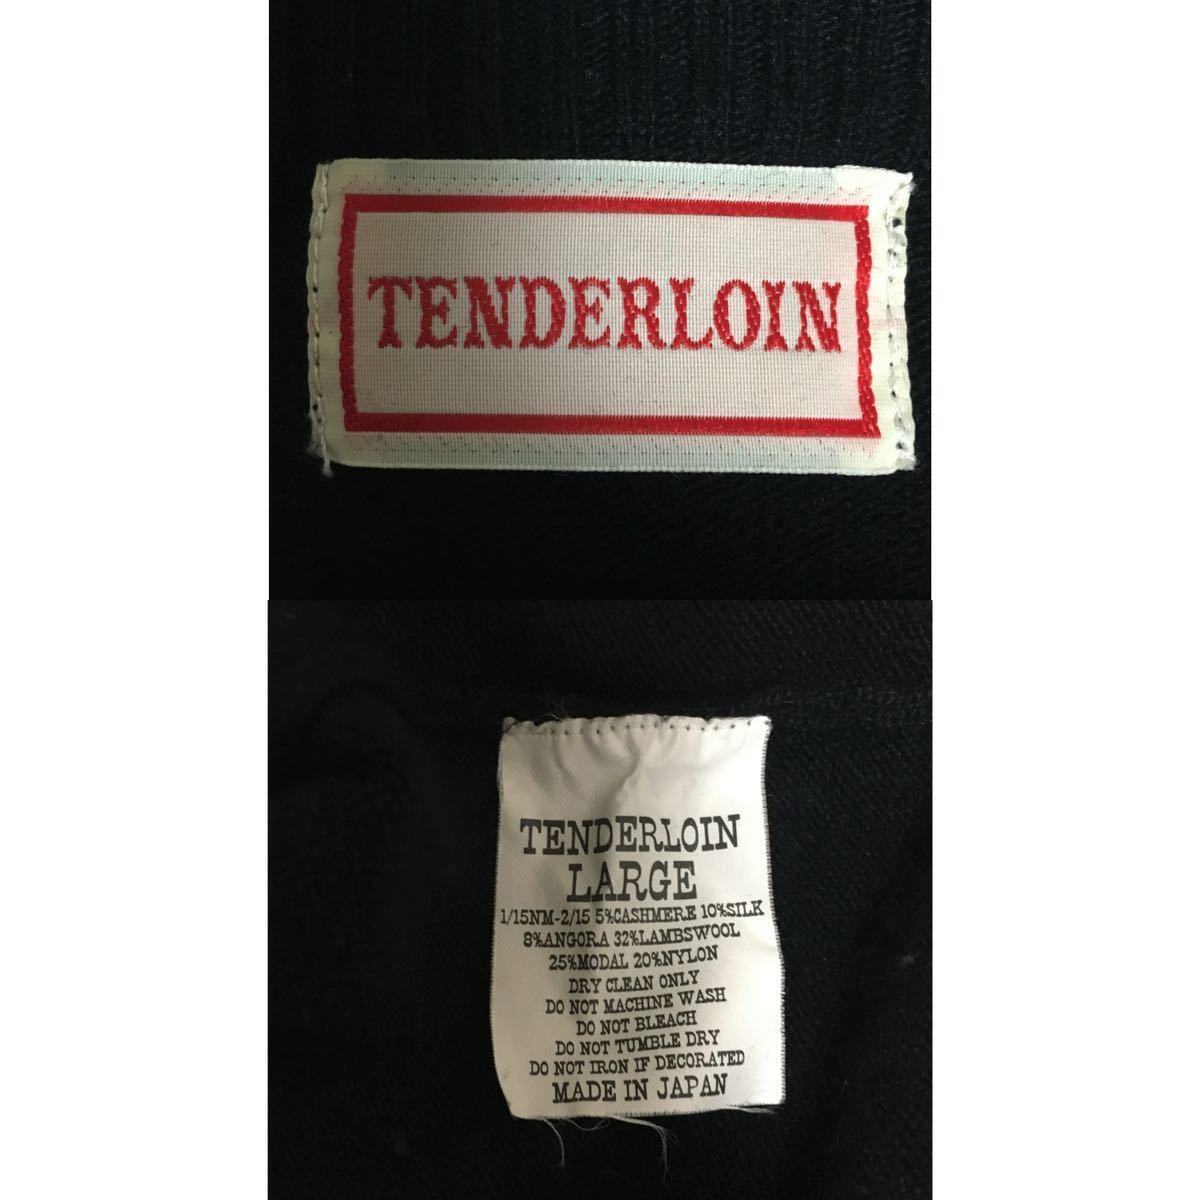 TENDERLOIN
TENDERLOIN
LARGE
1/15NM-2/15 5%CASHMERE 10%SILK
8%ANGORA 32%LAMBSWOOL
25%MODAL 20%NYLON
DRY CLEAN ONLY
DO NOT MACHINE WASH
DO NOT BLEACH
DO NOT TUMBLE DRY
DO NOT IRON IF DECORATED
MADE IN JAPAN